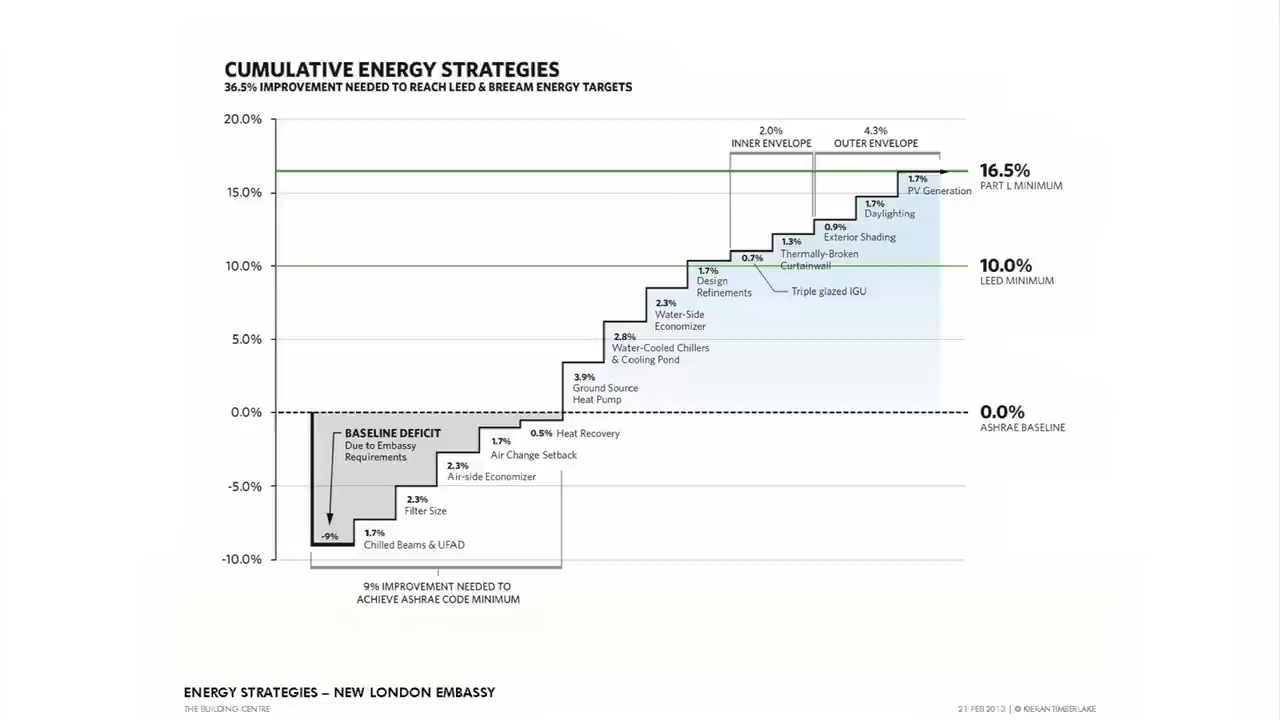 CUMULATIVE ENERGY STRATEGIES
36.5% IMPROVEMENT NEEDED TO REACH LEED & BREEAM ENERGY TARGETS
20.0%
15.0%
10.0%
5.0%
0.0%
-5.0%
-10.0%
2.0%
INNER ENVELOPE
4.3%
OUTER ENVELOPE
16.5%
PART L MINIMUM
10.0%
LEED MINIMUM
0.0%
ASHRAE BASELINE
1.7%
PV Generation
1.7%
Daylighting
0.9%
Exterior Shading
1.3%
Thermally-Broken
Curtainwall
0.7%
Triple glazed IGU
1.7%
Design
Refinements
2.3%
Water-Side
Economizer
2.8%
Water-Cooled Chillers
& Cooling Pond
3.9%
Ground Source
Heat Pump
0.5% Heat Recovery
1.7%
Air Change Setback
2.3%
Air-side Economizer
2.3%
Filter Size
1.7%
Chilled Beams & UFAD
BASELINE DEFICIT
Due to Embassy
Requirements
-9%
9% IMPROVEMENT NEEDED TO
ACHIEVE ASHRAE CODE MINIMUM
ENERGY STRATEGIES – NEW LONDON EMBASSY
THE BUILDING CENTRE
21 FEB 2013 | © KIERANTIMBERLAKE